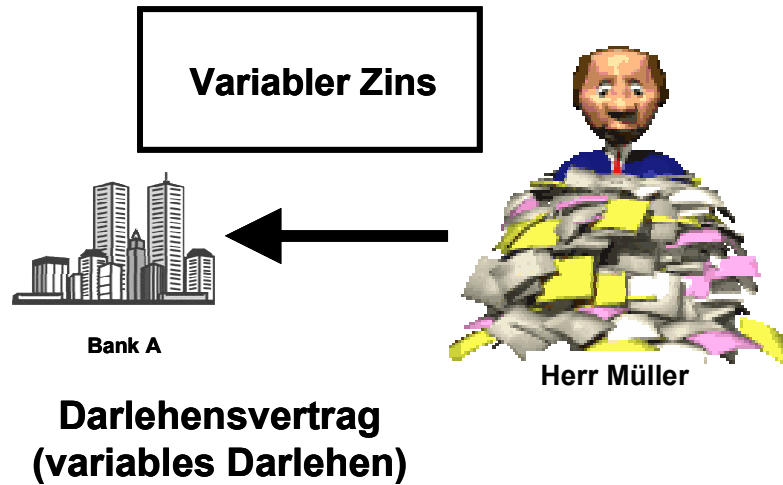 Variabler Zins
Bank A
Herr Müller
Darlehensvertrag
(variables Darlehen)